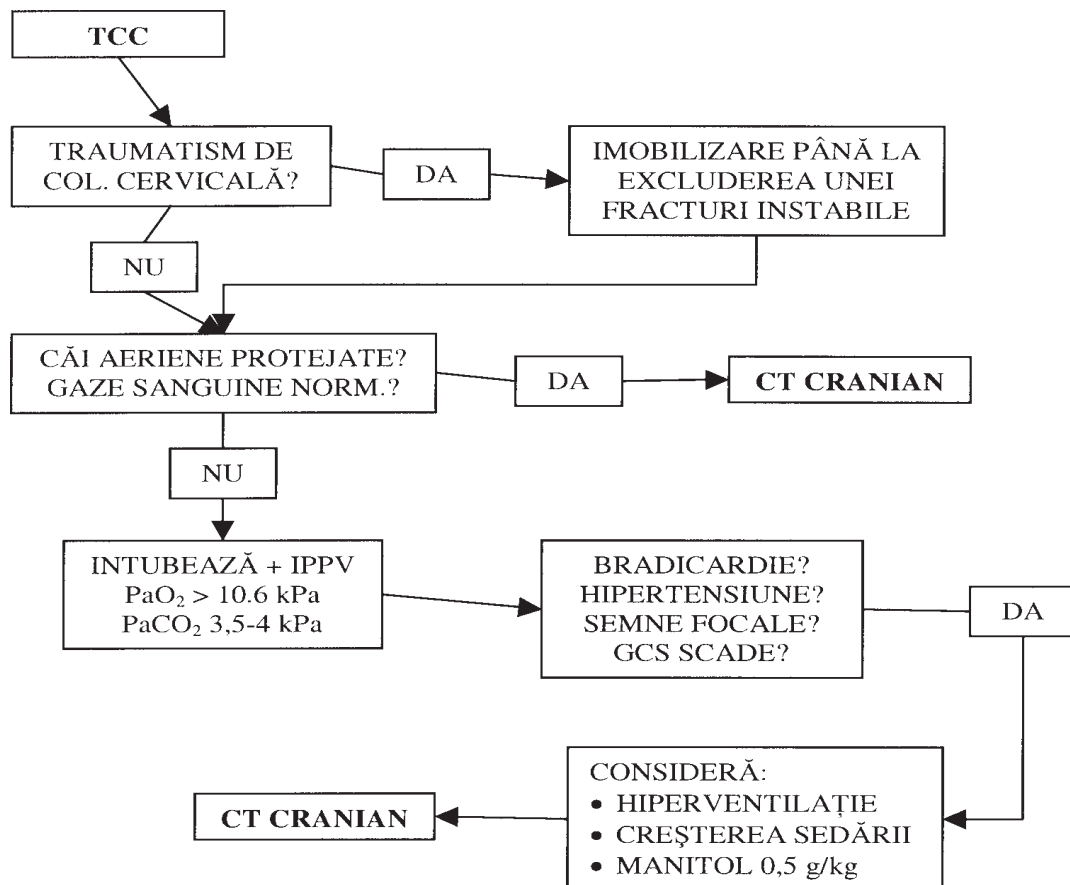 TCC
TRAUMATISM DE
COL. CERVICALĂ?
DA
IMOBILIZARE PÂNĂ LA
EXCLUDEREA UNEI
FRACTURI INSTABILE
NU
CĂI AERIENE PROTEJATE?
GAZE SANGUINE NORM.?
DA
CT CRANIAN
NU
INTUBEAZĂ + IPPV
PaO₂ > 10.6 kPa
PaCO₂ 3,5-4 kPa
BRADICARDIE?
HIPERTENSIUNE?
SEMNE FOCALE?
GCS SCADE?
DA
CONSIDERĂ:
• HIPERVENTILAȚIE
• CREŞTEREA SEDĂRII
• MANITOL 0,5 g/kg
CT CRANIAN